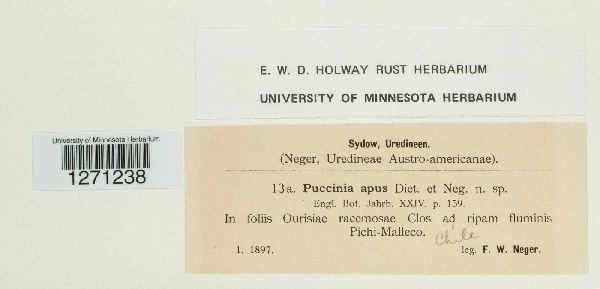 E. W. D. HOLWAY RUST HERBARIUM
UNIVERSITY OF MINNESOTA HERBARIUM
University of Minnesota Herbarium
1271238
Sydow, Uredineen.
(Neger, Uredineae Austro-americanae).
13a. Puccinia apus Diet. et Neg. n. sp.
Engl. Bot. Jahrb. XXIV. p. 159.
In foliis Ourisiae racemosae Clos ad ripam fluminis
Pichi-Malleco.
Chile
1. 1897. leg. F. W. Neger.